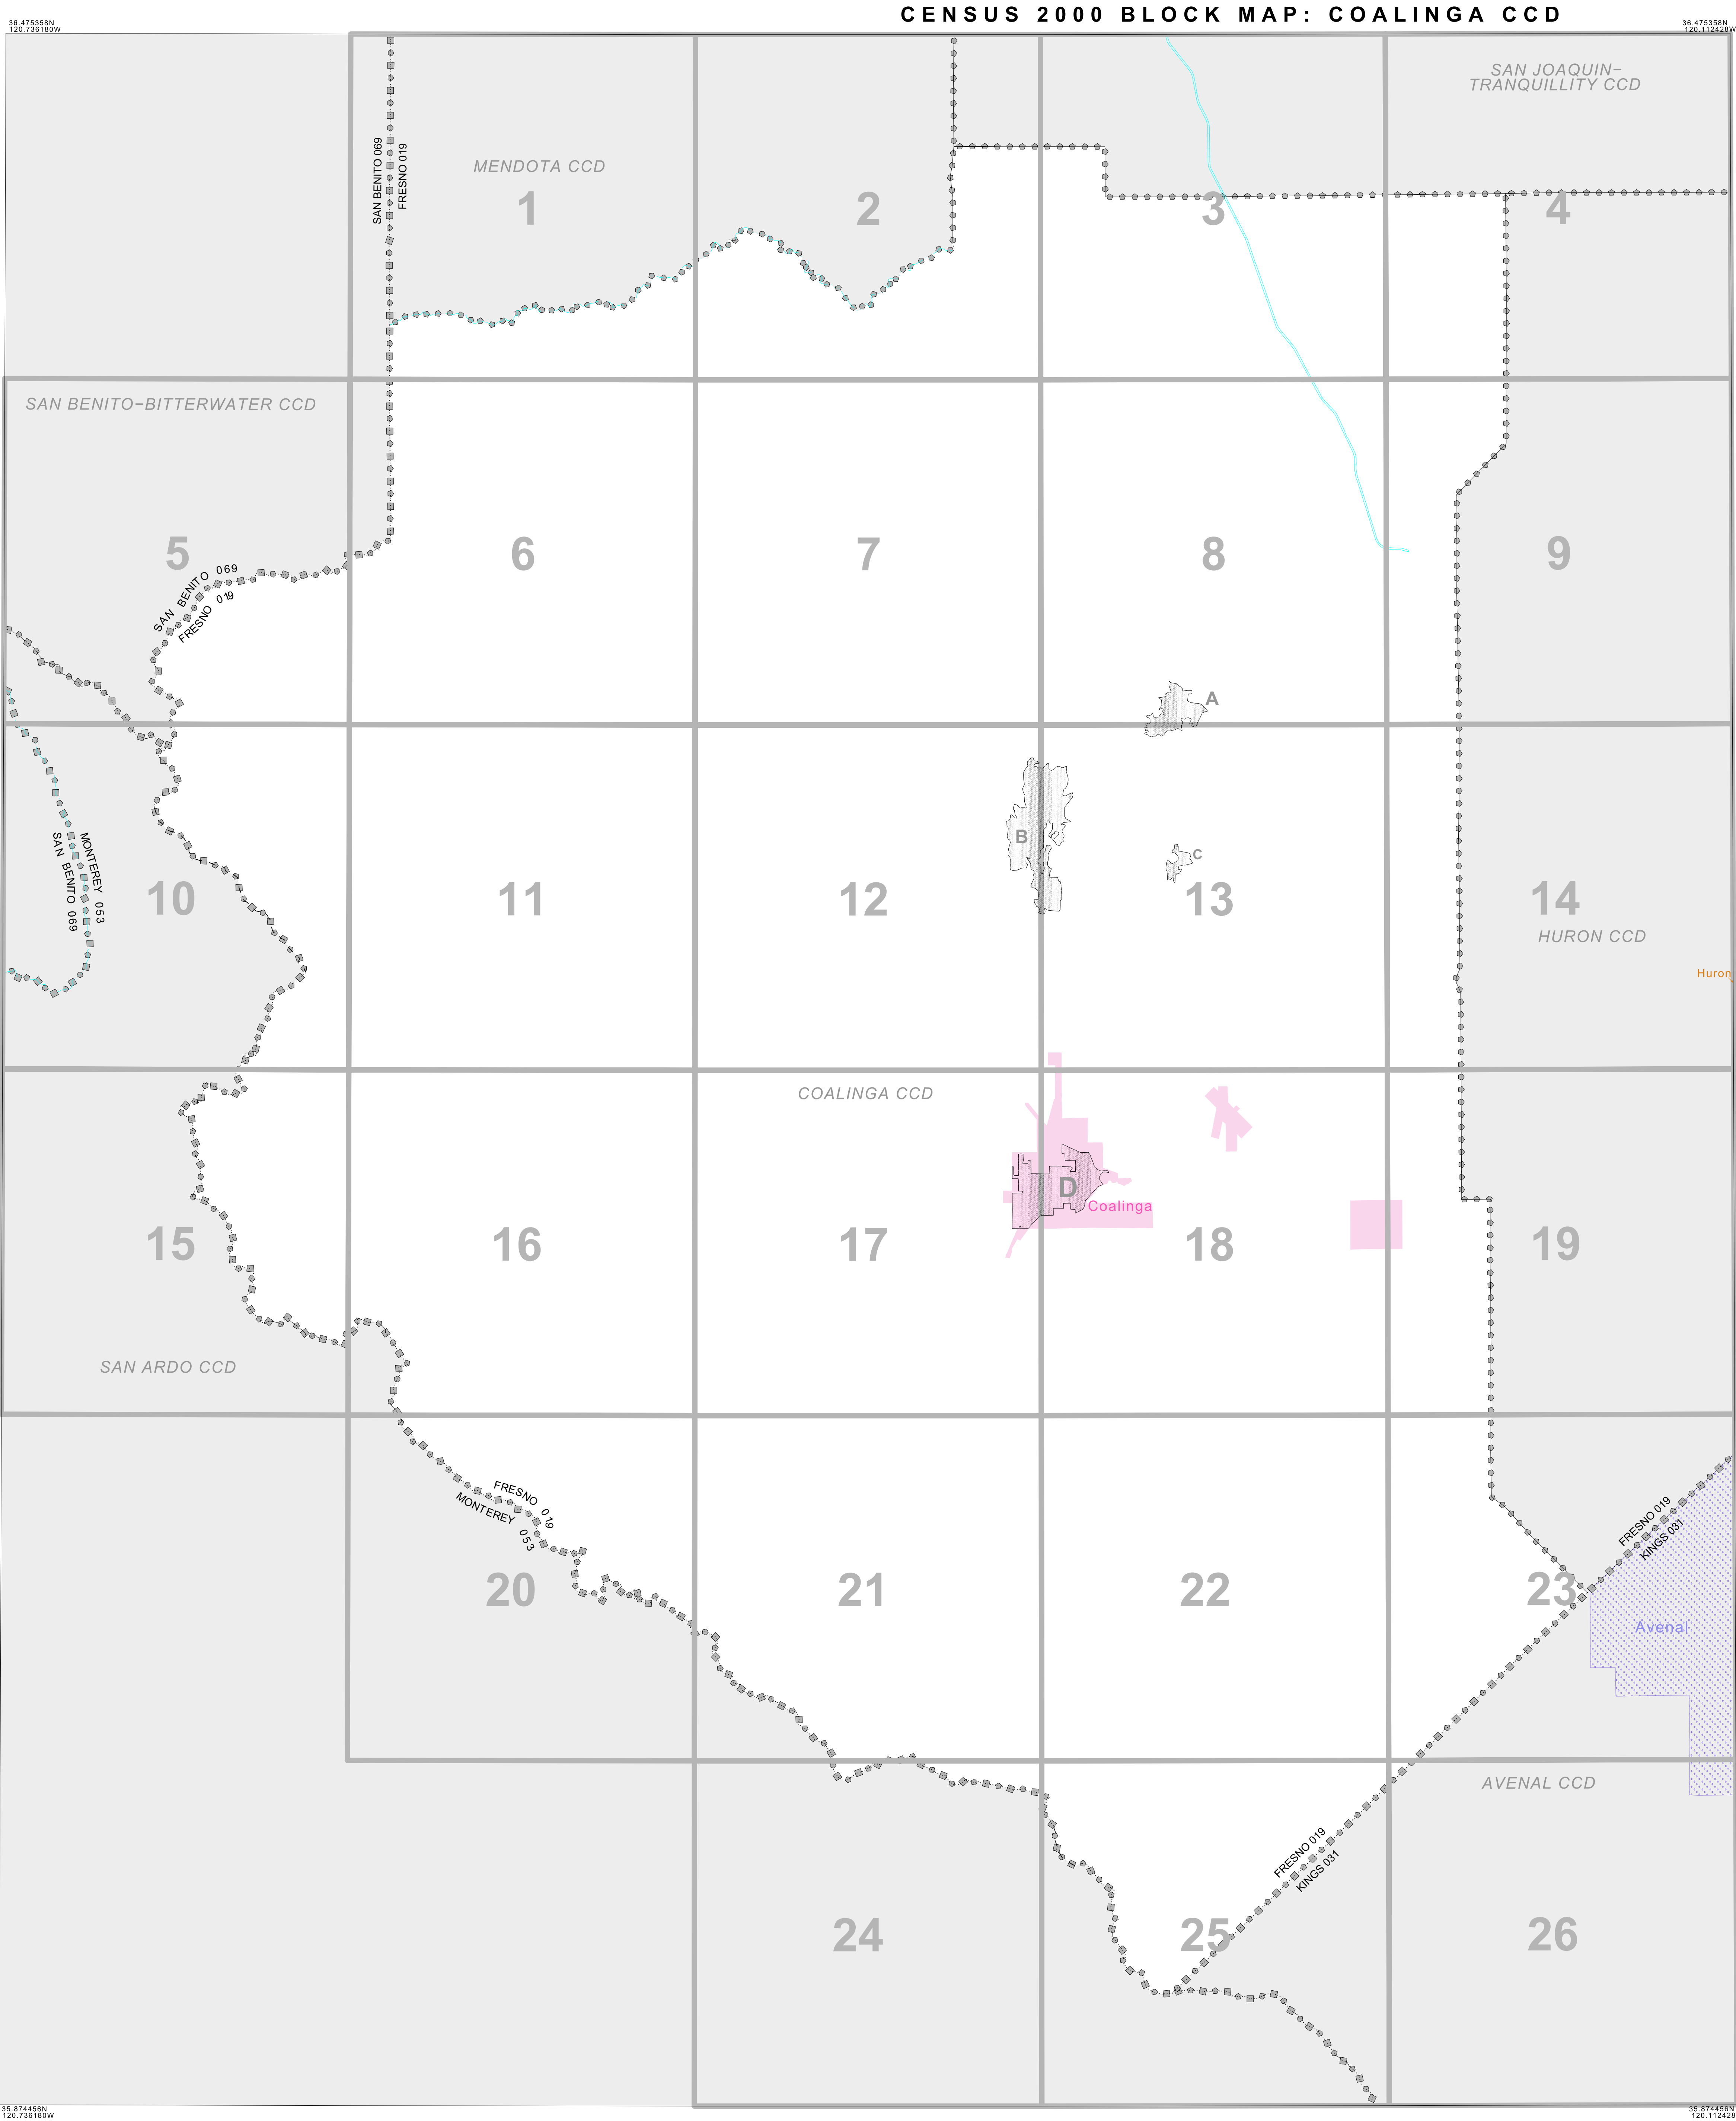 CENSUS 2000 BLOCK MAP: COALINGA CCD
36.475358N
120.736180W
36.475358N
120.112428W
SAN JOAQUIN-
TRANQUILLITY CCD
SAN BENITO 069
FRESNO 019
MENDOTA CCD
1
2
3
4
SAN BENITO-BITTERWATER CCD
5
6
7
8
9
SAN BENITO 069
FRESNO 019
A
B
C
MONTEREY 053
SAN BENITO 069
10
11
12
13
14
HURON CCD
Huron
COALINGA CCD
D
Coalinga
15
16
17
18
19
SAN ARDO CCD
FRESNO 019
MONTEREY 053
FRESNO 019
KINGS 031
20
21
22
23
Avenal
AVENAL CCD
FRESNO 019
KINGS 031
24
25
26
35.874456N
120.736180W
35.874456N
120.112428